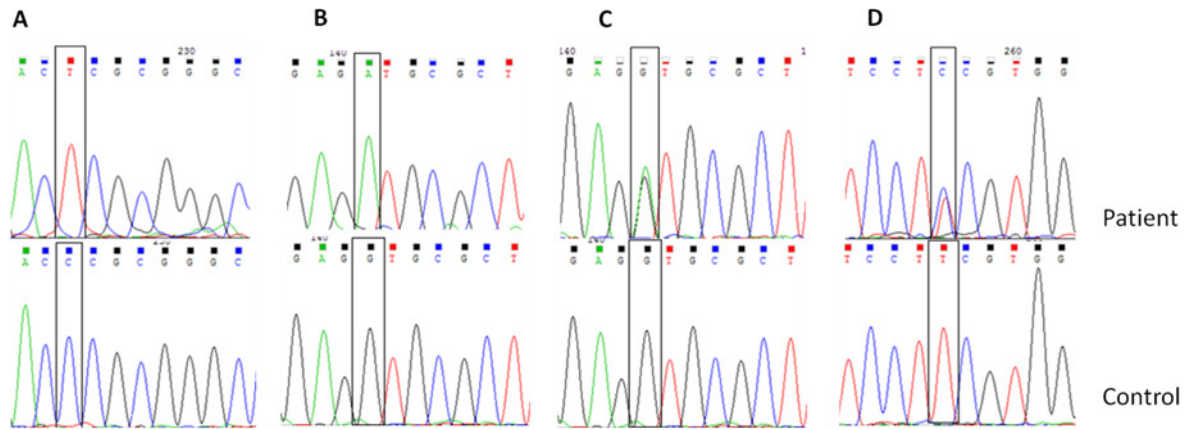 A B C D
230 140 140 1 260
A C T C G C G G G C
G A G A T G C G C T
G A G G T G C G C T
T C C T C C G T G G
Patient
A C C C G C G G G C
G A G G T G C G C T
G A G G T G C G C T
T C C T T C G T G G
Control